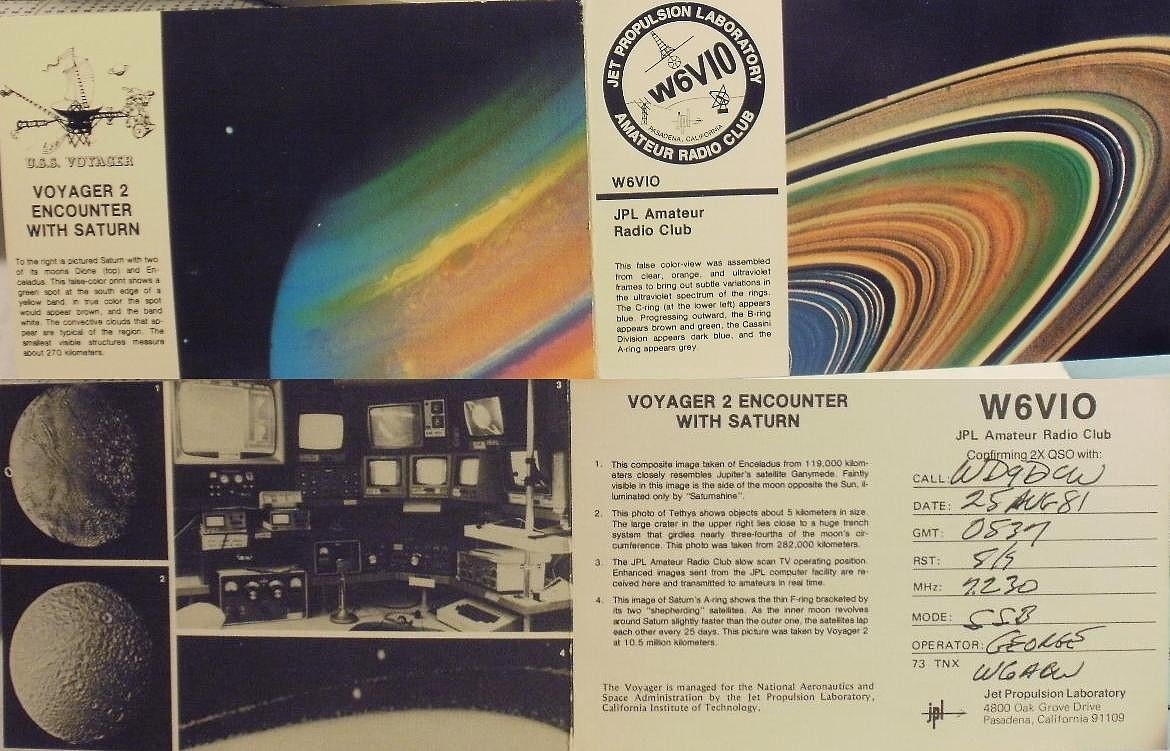 U.S.S. VOYAGER
VOYAGER 2
ENCOUNTER
WITH SATURN
To the right is pictured Saturn with two
of its moons Dione (top) and En-
celadus. This false-color print shows a
green spot at the south edge of a
yellow band. In true color the spot
would appear brown, and the band
white. The convective clouds that ap-
pear are typical of the region. The
smallest visible structures measure
about 270 kilometers.
JET PROPULSION LABORATORY
W6VIO
PASADENA, CALIFORNIA
AMATEUR RADIO CLUB
W6VIO
JPL Amateur
Radio Club
This false color-view was assembled
from clear, orange, and ultraviolet
frames to bring out subtle variations in
the ultraviolet spectrum of the rings.
The C-ring (at the lower left) appears
blue. Progressing outward, the B-ring
appears brown and green, the Cassini
Division appears dark blue, and the
A-ring appears grey.
1
2
3
4
VOYAGER 2 ENCOUNTER
WITH SATURN
1. This composite image taken of Enceladus from 119,000 kilom-
eters closely resembles Jupiter's satellite Ganymede. Faintly
visible in this image is the side of the moon opposite the Sun, il-
luminated only by "Saturnshine".
2. This photo of Tethys shows objects about 5 kilometers in size.
The large crater in the upper right lies close to a huge trench
system that girdles nearly three-fourths of the moon's cir-
cumference. This photo was taken from 282,000 kilometers.
3. The JPL Amateur Radio Club slow scan TV operating position.
Enhanced images sent from the JPL computer facility are re-
ceived here and transmitted to amateurs in real time.
4. This image of Saturn's A-ring shows the thin F-ring bracketed by
its two "shepherding" satellites. As the inner moon revolves
around Saturn slightly faster than the outer one, the satellites lap
each other every 25 days. This picture was taken by Voyager 2
at 10.5 million kilometers.
The Voyager is managed for the National Aeronautics and
Space Administration by the Jet Propulsion Laboratory,
California Institute of Technology.
W6VIO
JPL Amateur Radio Club
Confirming 2X QSO with:
CALL: WD9DCW
DATE: 25 AUG 81
GMT: 0537
RST: 5/9
MHz: 7.230
MODE: SSB
OPERATOR: GEORGE
73 TNX W6ABW
jpl
Jet Propulsion Laboratory
4800 Oak Grove Drive
Pasadena, California 91109